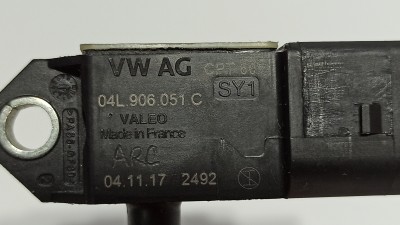 VW AG
SY1
04L.906.051 C
VALEO
Made in France
ARC
04.11.17 2492